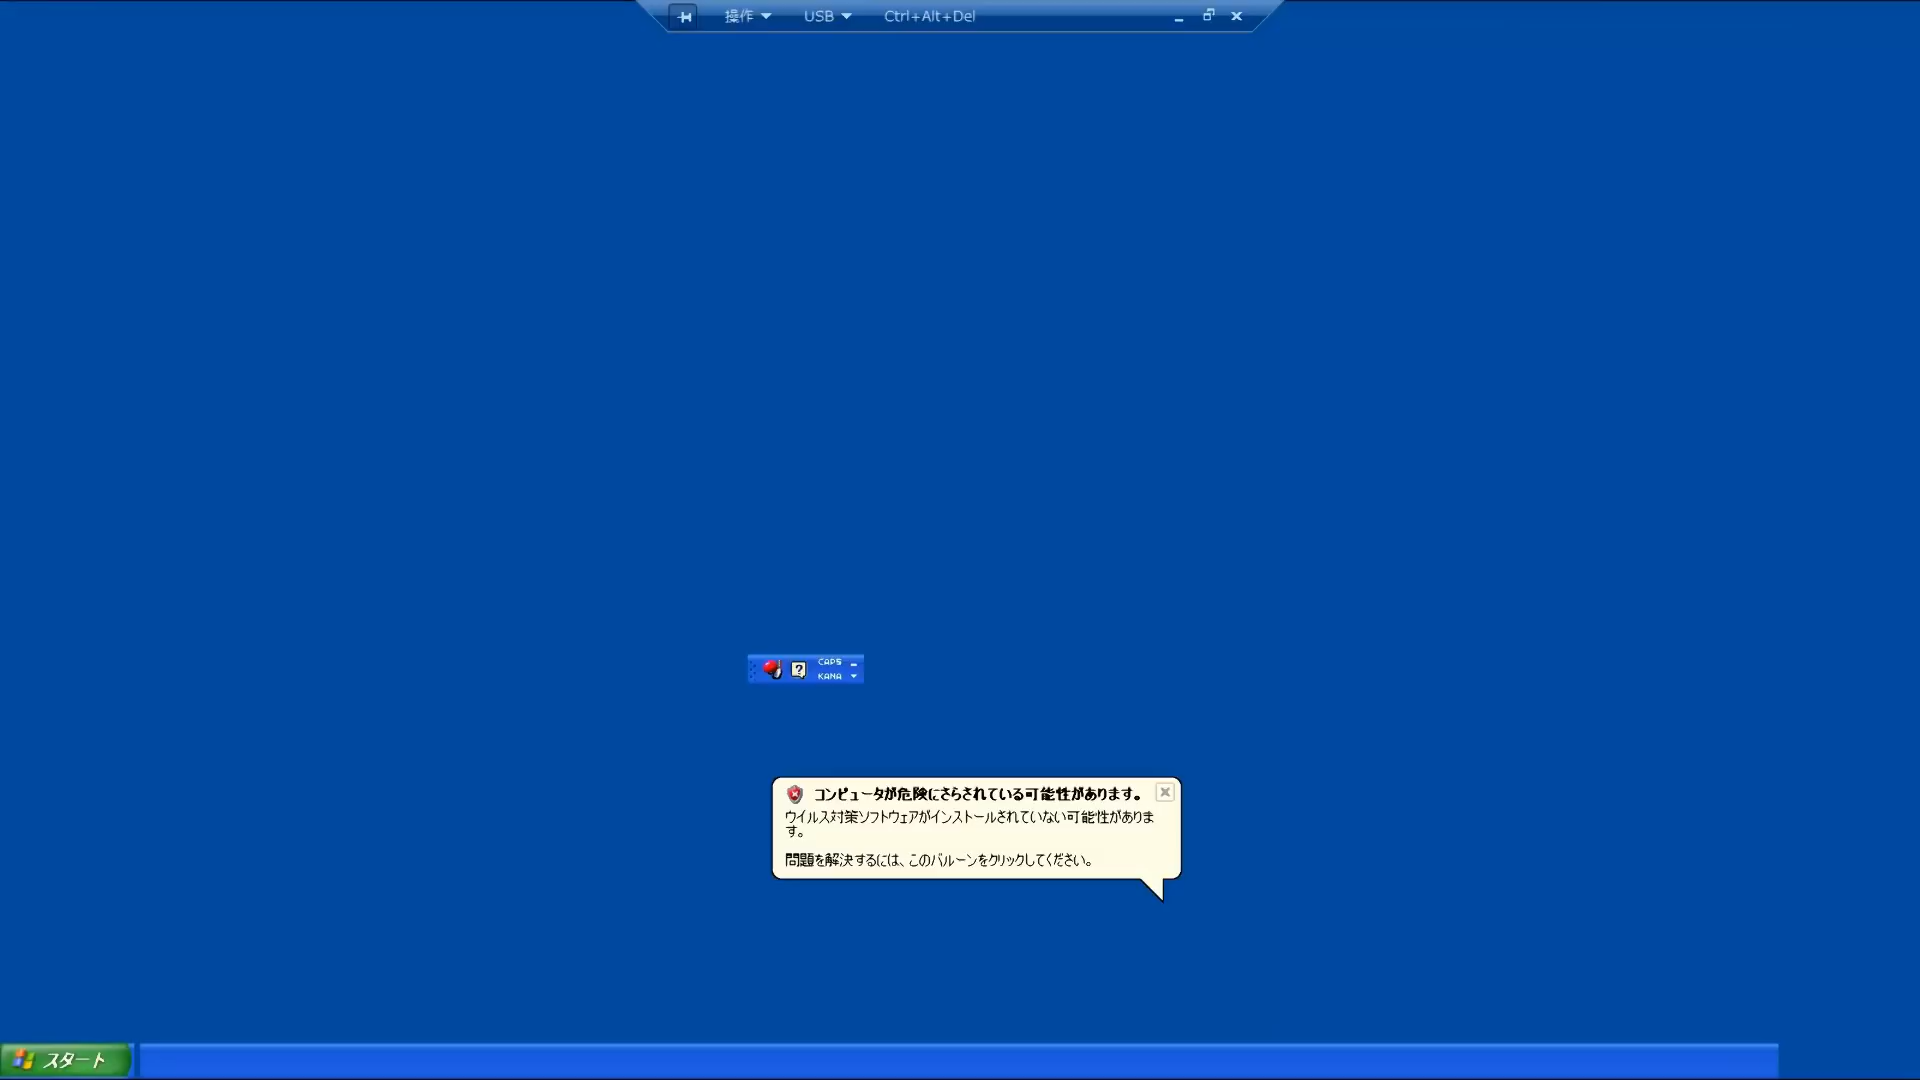 操作 USB Ctrl+Alt+Del
CAPS
KANA
コンピュータが危険にさらされている可能性があります。
ウイルス対策ソフトウェアがインストールされていない可能性がありま
す。
問題を解決するには、このバルーンをクリックしてください。
スタート